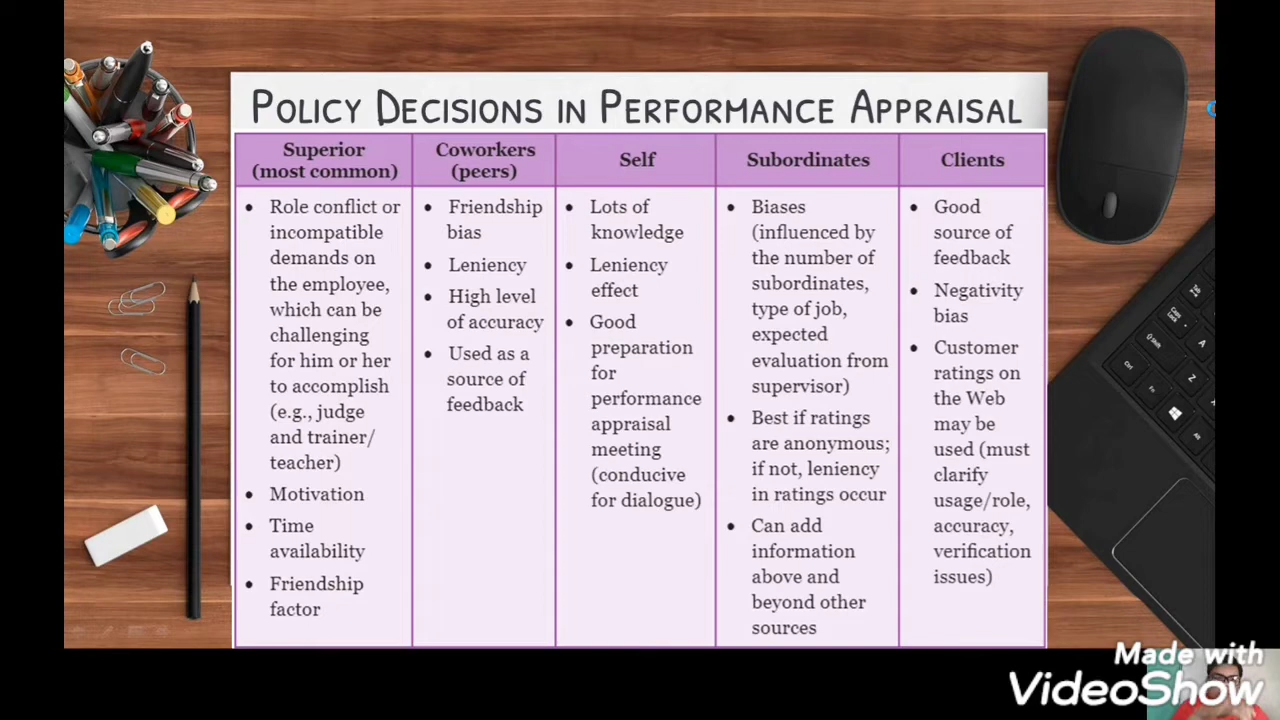 POLICY DECISIONS IN PERFORMANCE APPRAISAL
Superior
(most common)
• Role conflict or
incompatible
demands on
the employee,
which can be
challenging
for him or her
to accomplish
(e.g., judge
and trainer/
teacher)
• Motivation
• Time
availability
• Friendship
factor
Coworkers
(peers)
• Friendship
bias
• Leniency
• High level
of accuracy
• Used as a
source of
feedback
Self
• Lots of
knowledge
• Leniency
effect
• Good
preparation
for
performance
appraisal
meeting
(conducive
for dialogue)
Subordinates
• Biases
(influenced by
the number of
subordinates,
type of job,
expected
evaluation from
supervisor)
• Best if ratings
are anonymous;
if not, leniency
in ratings occur
• Can add
information
above and
beyond other
sources
Clients
• Good
source of
feedback
• Negativity
bias
• Customer
ratings on
the Web
may be
used (must
clarify
usage/role,
accuracy,
verification
issues)
Made with
VideoShow